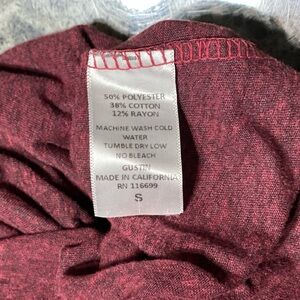 50% POLYESTER
38% COTTON
12% RAYON
MACHINE WASH COLD
WATER
TUMBLE DRY LOW
NO BLEACH
GUSTIN
MADE IN CALIFORNIA
RN 116699
S